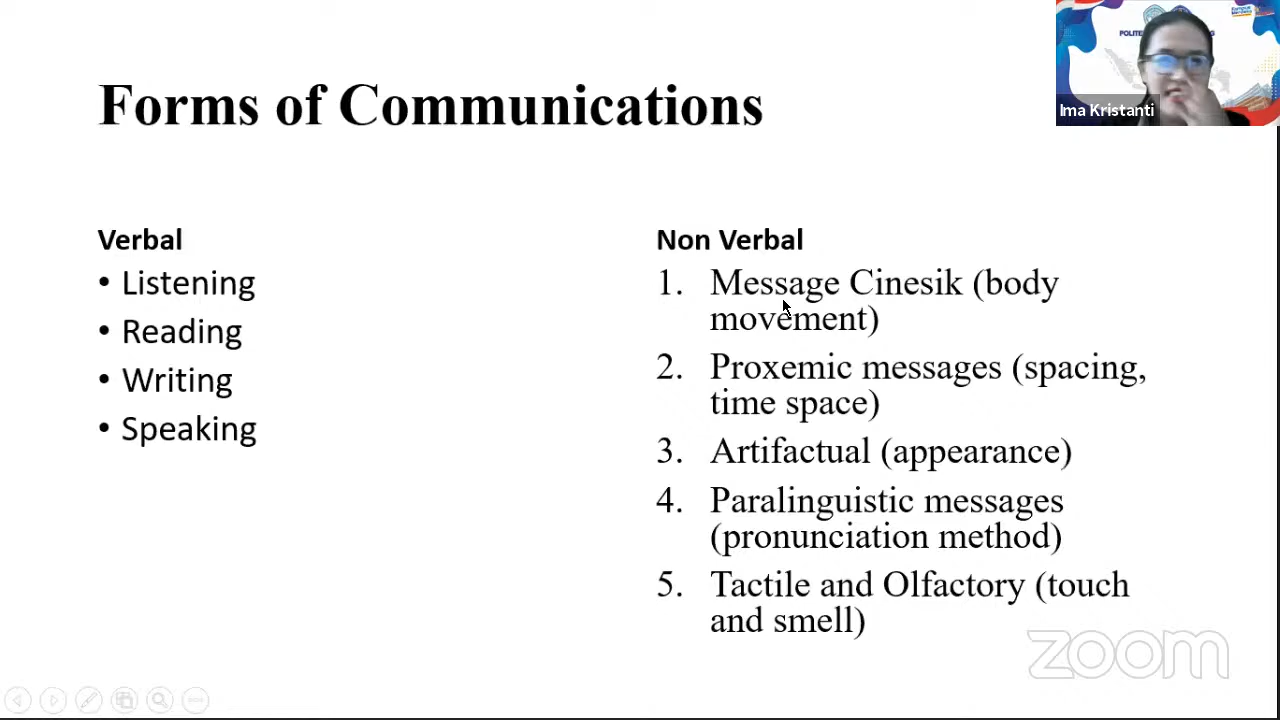 Forms of Communications
Ima Kristanti
Verbal
• Listening
• Reading
• Writing
• Speaking
Non Verbal
1. Message Cinesik (body
movement)
2. Proxemic messages (spacing,
time space)
3. Artifactual (appearance)
4. Paralinguistic messages
(pronunciation method)
5. Tactile and Olfactory (touch
and smell)
zoom